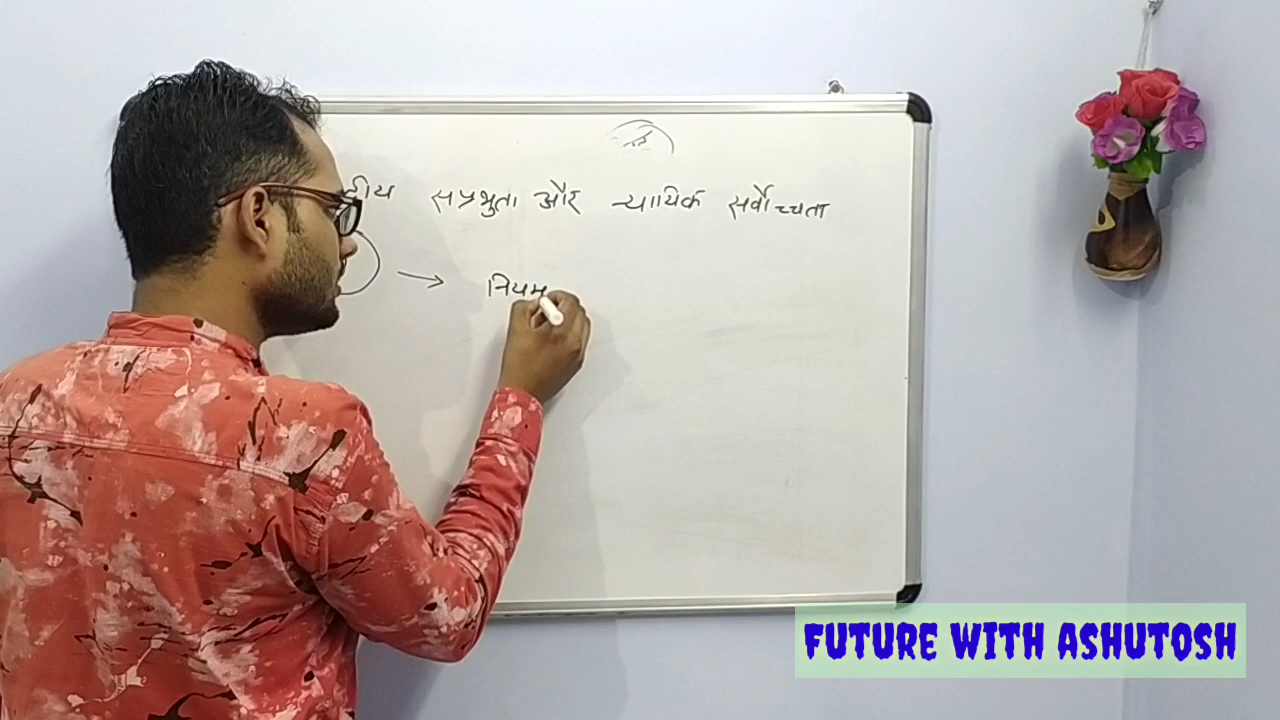 सम्प्रभुता और न्यायिक सर्वोच्चता
→ नियम
FUTURE WITH ASHUTOSH